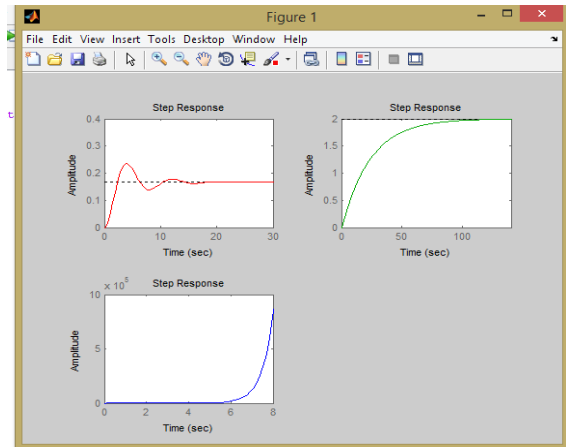 Figure 1
File Edit View Insert Tools Desktop Window Help
t
Step Response
0.4
0.3
0.2
0.1
0
Amplitude
0 10 20 30
Time (sec)
Step Response
2
1.5
1
0.5
0
Amplitude
0 50 100
Time (sec)
Step Response
10
5
0
Amplitude
0 2 4 6 8
Time (sec)